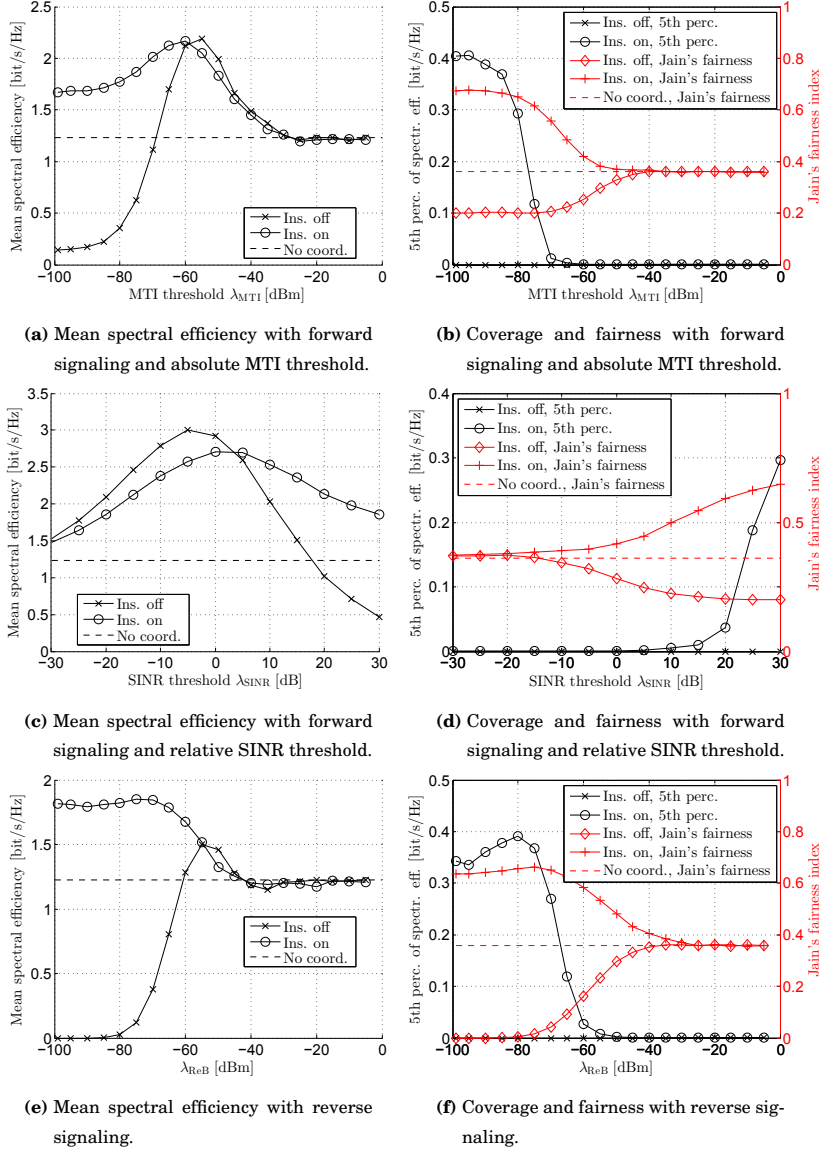 2.5
2
1.5
1
0.5
0
−100
−80
−60
−40
−20
0
Mean spectral efficiency [bit/s/Hz]
MTI threshold λMTI [dBm]
Ins. off
Ins. on
No coord.
(a) Mean spectral efficiency with forward
signaling and absolute MTI threshold.
0.5
0.4
0.3
0.2
0.1
0
−100
−80
−60
−40
−20
0
1
0.8
0.6
0.4
0.2
0
5th perc. of spectr. eff. [bit/s/Hz]
Jain's fairness index
MTI threshold λMTI [dBm]
Ins. off, 5th perc.
Ins. on, 5th perc.
Ins. off, Jain's fairness
Ins. on, Jain's fairness
No coord., Jain's fairness
(b) Coverage and fairness with forward
signaling and absolute MTI threshold.
3.5
3
2.5
2
1.5
1
0.5
0
−30
−20
−10
0
10
20
30
Mean spectral efficiency [bit/s/Hz]
SINR threshold λSINR [dB]
Ins. off
Ins. on
No coord.
(c) Mean spectral efficiency with forward
signaling and relative SINR threshold.
0.4
0.3
0.2
0.1
0
−30
−20
−10
0
10
20
30
1
0.5
0
5th perc. of spectr. eff. [bit/s/Hz]
Jain's fairness index
SINR threshold λSINR [dB]
Ins. off, 5th perc.
Ins. on, 5th perc.
Ins. off, Jain's fairness
Ins. on, Jain's fairness
No coord., Jain's fairness
(d) Coverage and fairness with forward
signaling and relative SINR threshold.
2
1.5
1
0.5
0
−100
−80
−60
−40
−20
0
Mean spectral efficiency [bit/s/Hz]
λReB [dBm]
Ins. off
Ins. on
No coord.
(e) Mean spectral efficiency with reverse
signaling.
0.5
0.4
0.3
0.2
0.1
0
−100
−80
−60
−40
−20
0
1
0.8
0.6
0.4
0.2
0
5th perc. of spectr. eff. [bit/s/Hz]
Jain's fairness index
λReB [dBm]
Ins. off, 5th perc.
Ins. on, 5th perc.
Ins. off, Jain's fairness
Ins. on, Jain's fairness
No coord., Jain's fairness
(f) Coverage and fairness with reverse sig-
naling.